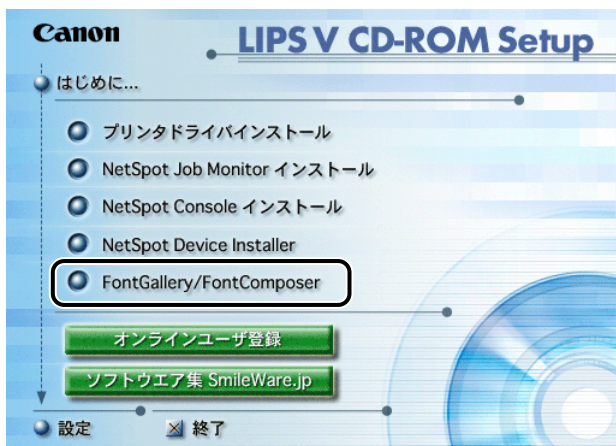 Canon
LIPS V CD-ROM Setup
はじめに...
プリンタドライバインストール
NetSpot Job Monitor インストール
NetSpot Console インストール
NetSpot Device Installer
FontGallery/FontComposer
オンラインユーザ登録
ソフトウエア集 SmileWare.jp
設定
終了